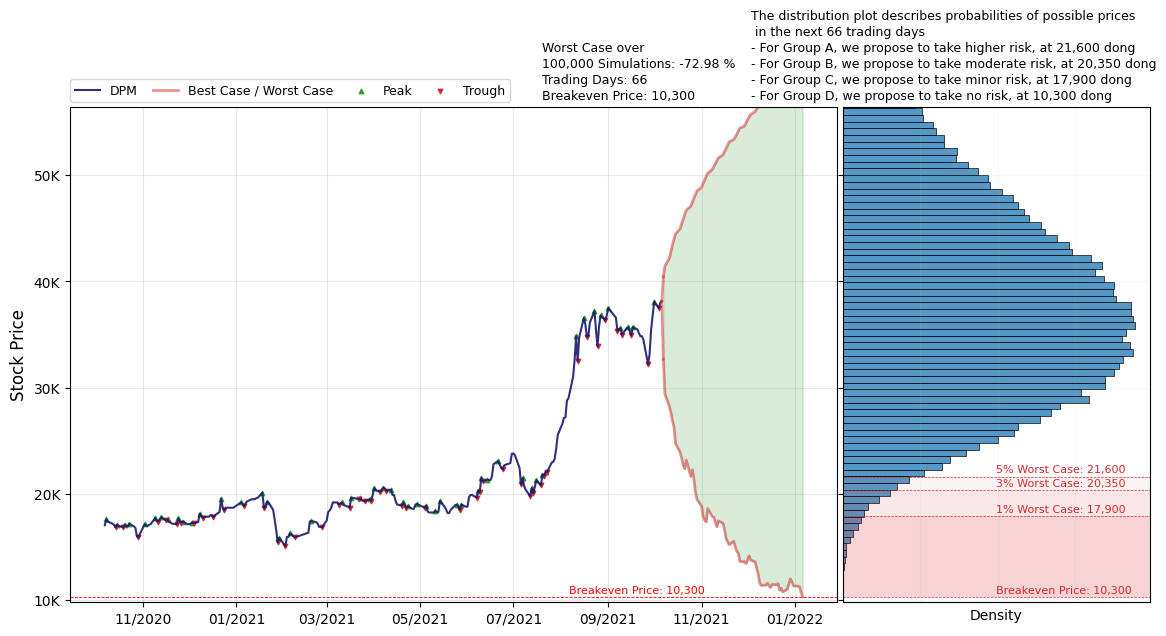 The distribution plot describes probabilities of possible prices
in the next 66 trading days
- For Group A, we propose to take higher risk, at 21,600 dong
- For Group B, we propose to take moderate risk, at 20,350 dong
- For Group C, we propose to take minor risk, at 17,900 dong
- For Group D, we propose to take no risk, at 10,300 dong
Worst Case over
100,000 Simulations: -72.98 %
Trading Days: 66
Breakeven Price: 10,300
DPM
Best Case / Worst Case
Peak
Trough
Stock Price
50K
40K
30K
20K
10K
11/2020
01/2021
03/2021
05/2021
07/2021
09/2021
11/2021
01/2022
Breakeven Price: 10,300
5% Worst Case: 21,600
3% Worst Case: 20,350
1% Worst Case: 17,900
Breakeven Price: 10,300
Density